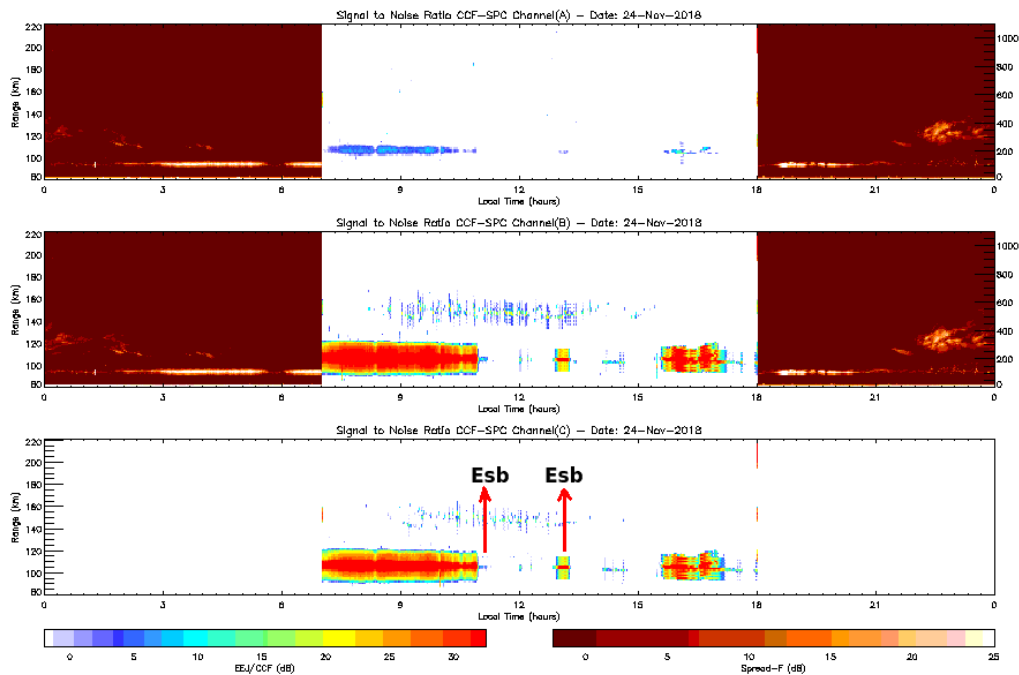 Signal to Noise Ratio CCF-SPC Channel(A) - Date: 24-Nov-2018
220
200
180
160
140
120
100
80
Range (km)
1000
800
600
400
200
0
0 3 6 9 12 15 18 21 0
Local Time (hours)
Signal to Noise Ratio CCF-SPC Channel(B) - Date: 24-Nov-2018
220
200
180
160
140
120
100
80
Range (km)
1000
800
600
400
200
0
0 3 6 9 12 15 18 21 0
Local Time (hours)
Signal to Noise Ratio CCF-SPC Channel(C) - Date: 24-Nov-2018
220
200
180
160
140
120
100
80
Range (km)
Esb Esb
0 3 6 9 12 15 18 21 0
Local Time (hours)
0 5 10 15 20 25 30
EEJ/CCF (dB)
0 5 10 15 20 25
Spread-F (dB)